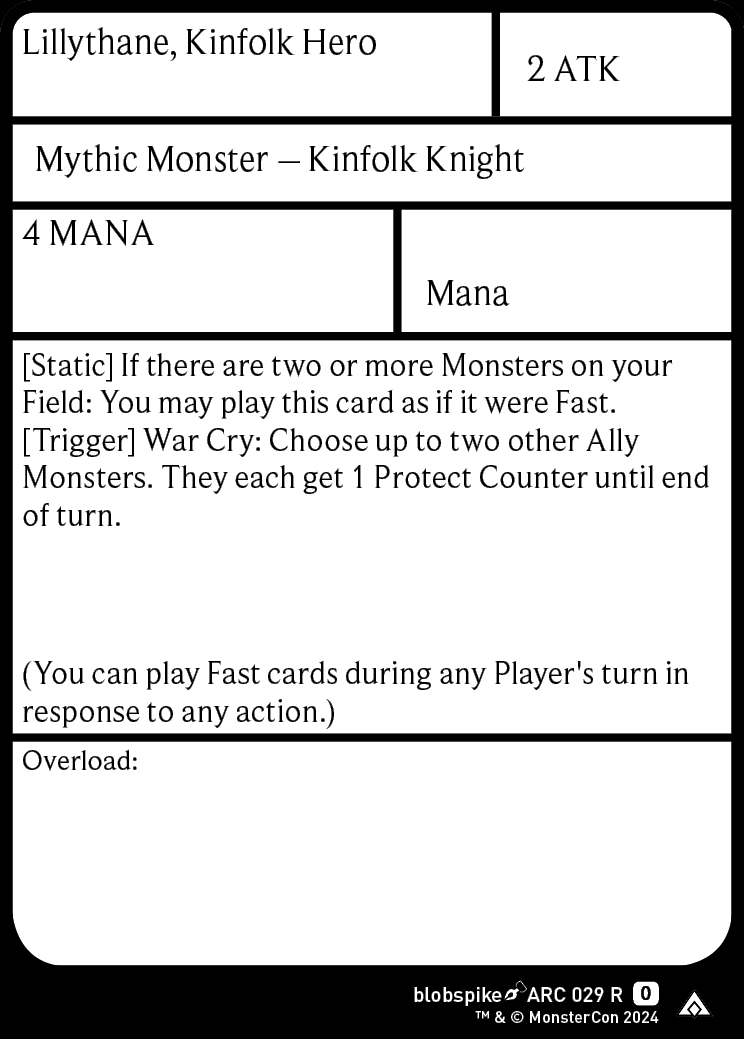 Lillythane, Kinfolk Hero
2 ATK
Mythic Monster – Kinfolk Knight
4 MANA
Mana
[Static] If there are two or more Monsters on your
Field: You may play this card as if it were Fast.
[Trigger] War Cry: Choose up to two other Ally
Monsters. They each get 1 Protect Counter until end
of turn.
(You can play Fast cards during any Player's turn in
response to any action.)
Overload:
blobspike ARC 029 R 0
™ & © MonsterCon 2024